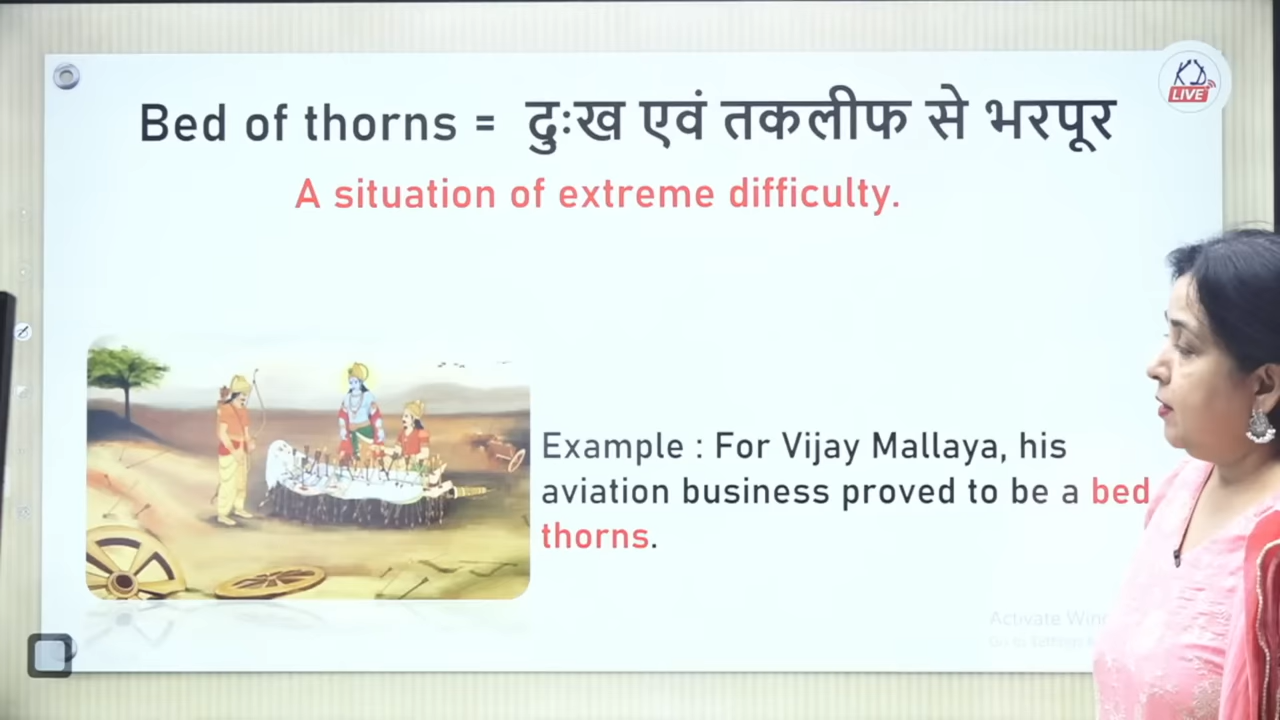 Bed of thorns = दुःख एवं तकलीफ से भरपूर
LIVE
A situation of extreme difficulty.
Example : For Vijay Mallaya, his
aviation business proved to be a bed
thorns.
Activate